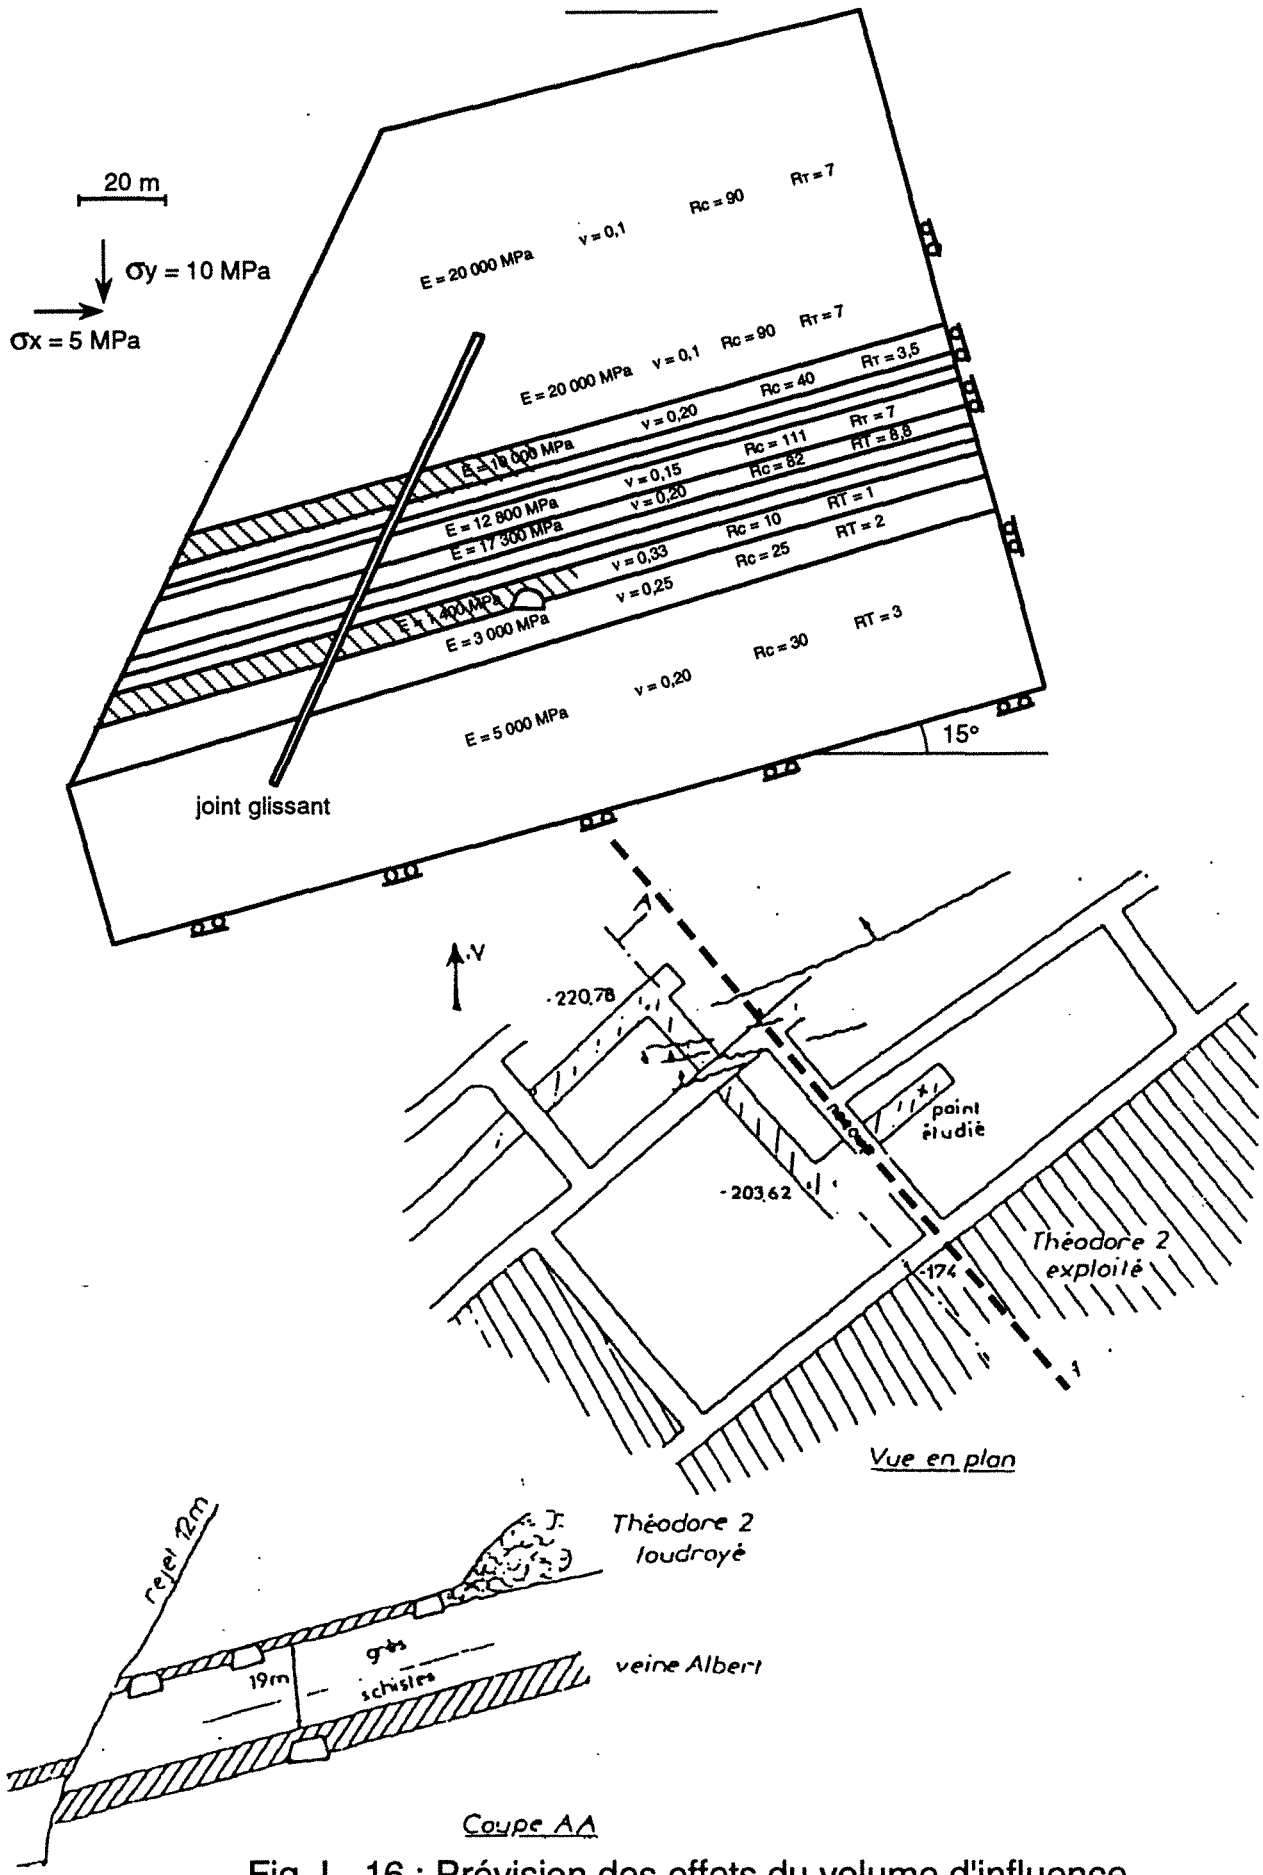 20 m
σy = 10 MPa
σx = 5 MPa
E = 20 000 MPa ν = 0,1 Rc = 90 RT = 7
E = 20 000 MPa ν = 0,1 Rc = 90 RT = 7
ν = 0,20 Rc = 40 RT = 3,5
E = 12 800 MPa ν = 0,15 Rc = 111 RT = 7
E = 17 300 MPa ν = 0,20 Rc = 82 RT = 8,8
400 MPa ν = 0,33 Rc = 10 RT = 1
E = 3 000 MPa ν = 0,25 Rc = 25 RT = 2
E = 5 000 MPa ν = 0,20 Rc = 30 RT = 3
15°
joint glissant
A
-220,78
point
étudié
-203,62
Théodore 2
exploité
-174
Vue en plan
rejet 12m
Théodore 2
foudroyé
19m
grès
schistes
veine Albert
Coupe AA
Fig. I - 16 : Prévision des effets du volume d'influence